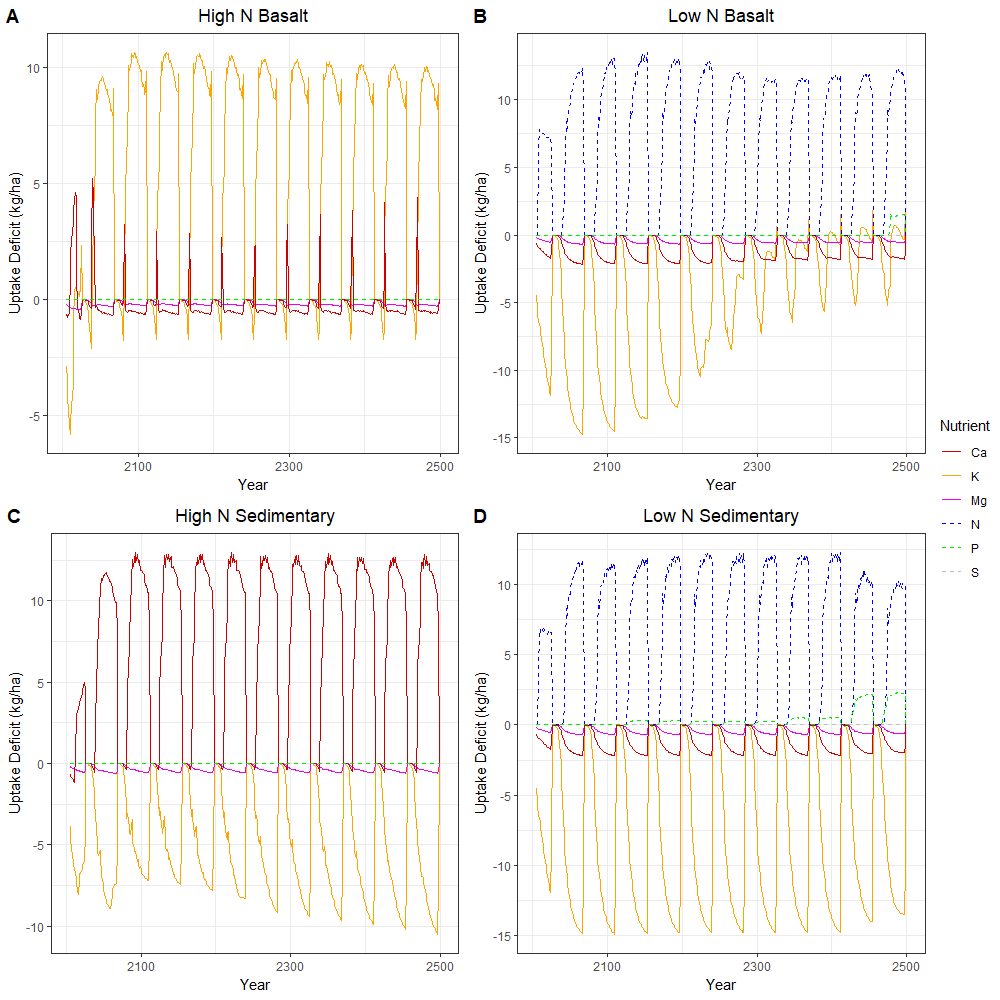 A High N Basalt
10
5
0
-5
2100 2300 2500
Year
Uptake Deficit (kg/ha)
B Low N Basalt
10
5
0
-5
-10
-15
2100 2300 2500
Year
Uptake Deficit (kg/ha)
C High N Sedimentary
10
5
0
-5
-10
2100 2300 2500
Year
Uptake Deficit (kg/ha)
D Low N Sedimentary
10
5
0
-5
-10
-15
2100 2300 2500
Year
Uptake Deficit (kg/ha)
Nutrient
Ca
K
Mg
N
P
S